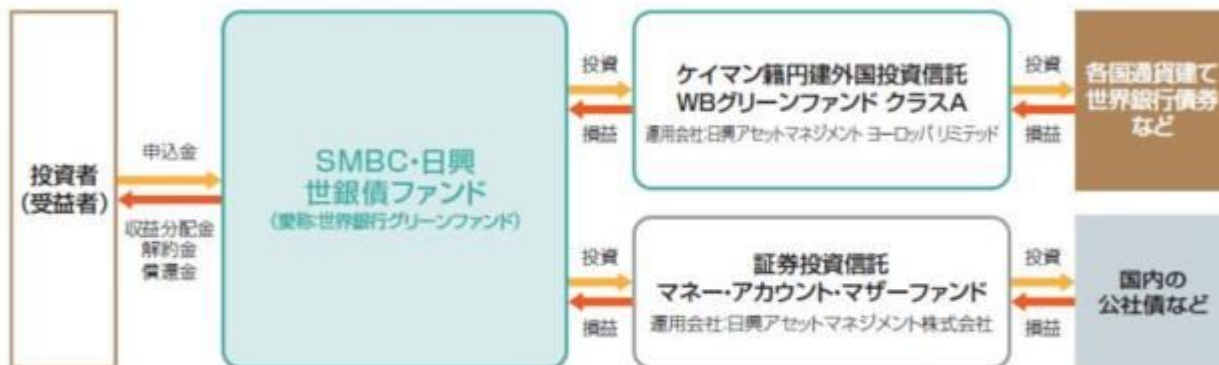 投資者
(受益者)
申込金
収益分配金
解約金
償還金
SMBC・日興
世銀債ファンド
(愛称:世界銀行グリーンファンド)
投資
損益
ケイマン籍円建外国投資信託
WBグリーンファンド クラスA
運用会社:日興アセットマネジメント ヨーロッパ リミテッド
投資
損益
各国通貨建て
世界銀行債券
など
投資
損益
証券投資信託
マネー・アカウント・マザーファンド
運用会社:日興アセットマネジメント株式会社
投資
損益
国内の
公社債など